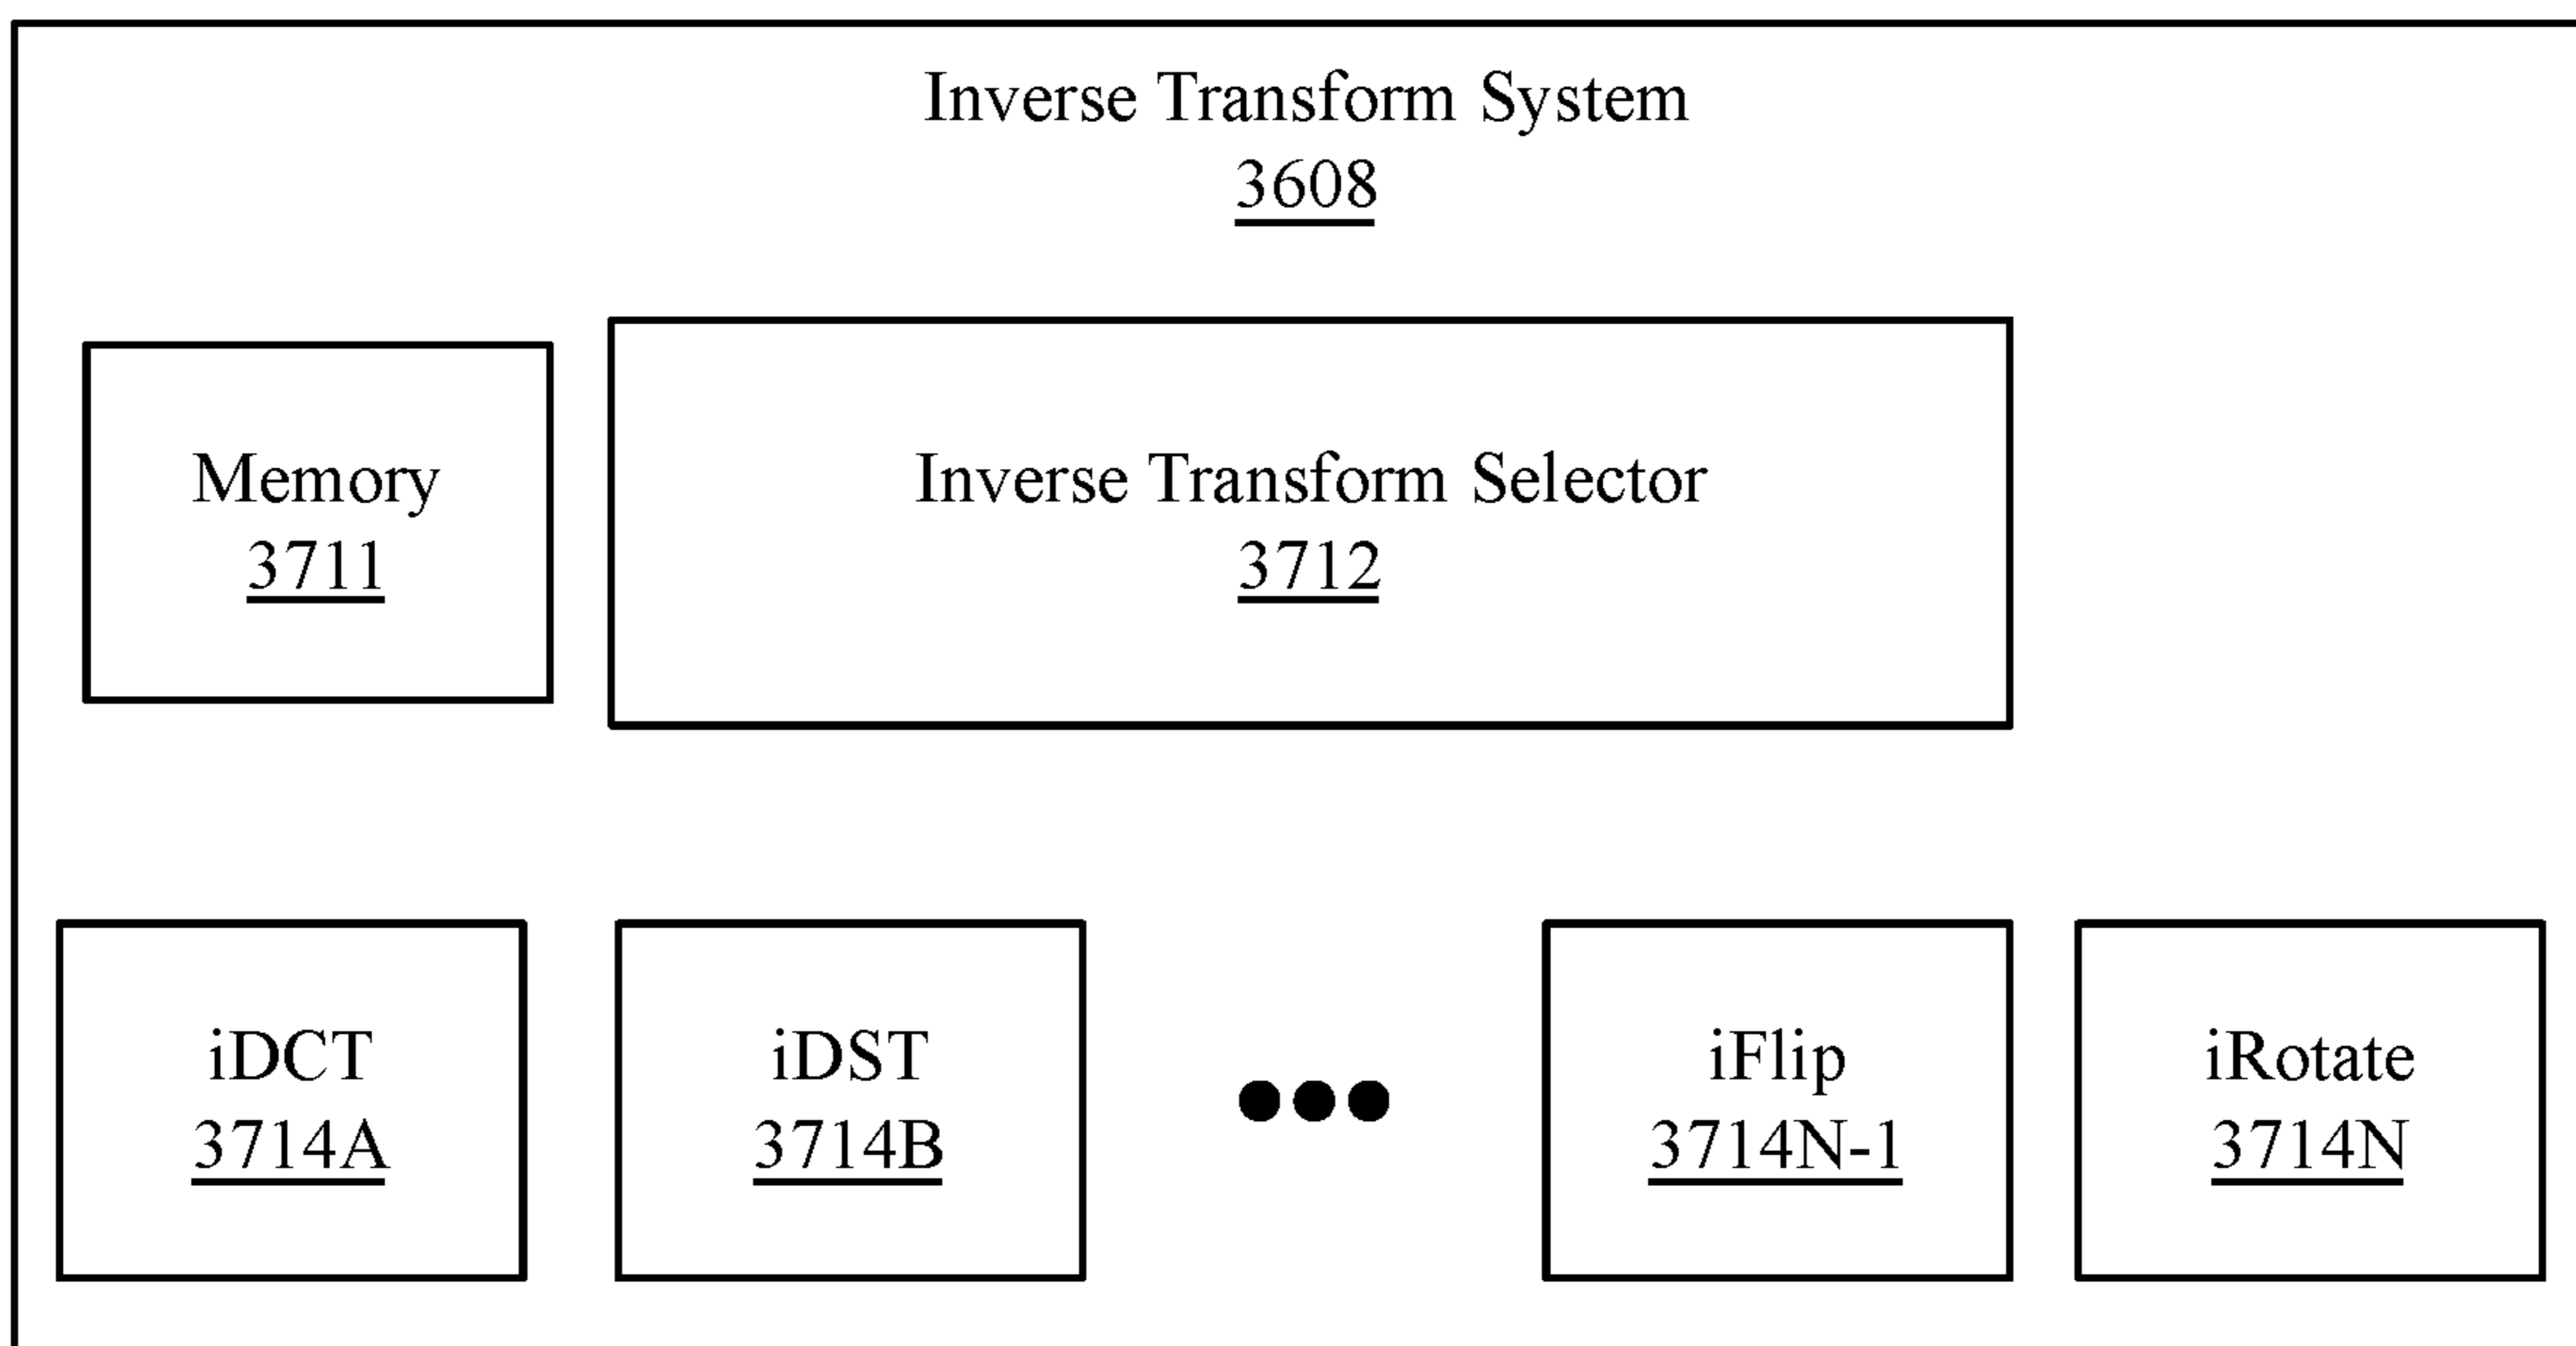 Inverse Transform System
3608
Memory
3711
Inverse Transform Selector
3712
iDCT
3714A
iDST
3714B
iFlip
3714N-1
iRotate
3714N